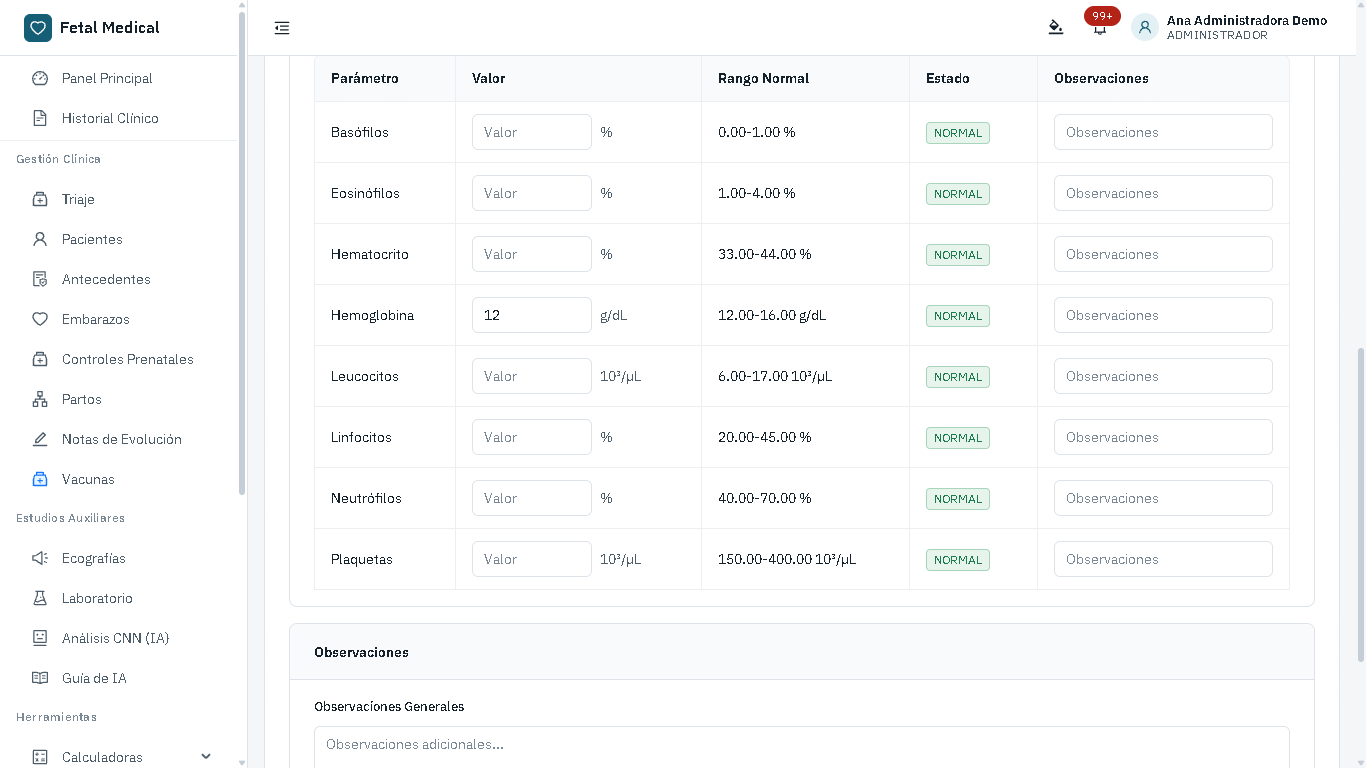 Fetal Medical
99+
Ana Administradora Demo
ADMINISTRADOR
Panel Principal
Historial Clínico
Gestión Clínica
Triaje
Pacientes
Antecedentes
Embarazos
Controles Prenatales
Partos
Notas de Evolución
Vacunas
Estudios Auxiliares
Ecografías
Laboratorio
Análisis CNN (IA)
Guía de IA
Herramientas
Calculadoras
Parámetro Valor Rango Normal Estado Observaciones
Basófilos Valor % 0.00-1.00 % NORMAL Observaciones
Eosinófilos Valor % 1.00-4.00 % NORMAL Observaciones
Hematocrito Valor % 33.00-44.00 % NORMAL Observaciones
Hemoglobina 12 g/dL 12.00-16.00 g/dL NORMAL Observaciones
Leucocitos Valor 10³/µL 6.00-17.00 10³/µL NORMAL Observaciones
Linfocitos Valor % 20.00-45.00 % NORMAL Observaciones
Neutrófilos Valor % 40.00-70.00 % NORMAL Observaciones
Plaquetas Valor 10³/µL 150.00-400.00 10³/µL NORMAL Observaciones
Observaciones
Observaciones Generales
Observaciones adicionales...